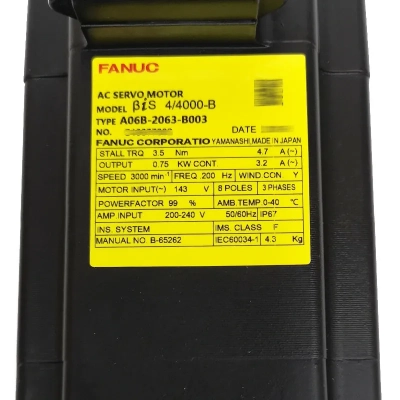 FANUC
AC SERVO MOTOR
MODEL βiS 4/4000-B
TYPE A06B-2063-B003
NO. DATE
FANUC CORPORATIO YAMANASHI, MADE IN JAPAN
STALL TRQ 3.5 Nm 4.7 A (~)
OUTPUT 0.75 KW CONT. 3.2 A (~)
SPEED 3000 min⁻¹ FREQ .200 Hz WIND.CON Y
MOTOR INPUT(~) 143 V 8 POLES 3 PHASES
POWERFACTOR 99 % AMB.TEMP.0-40 ℃
AMP.INPUT 200-240 V 50/60Hz IP67
INS. SYSTEM IMS. CLASS F
MANUAL NO. B-65262 IEC60034-1 4.3 Kg